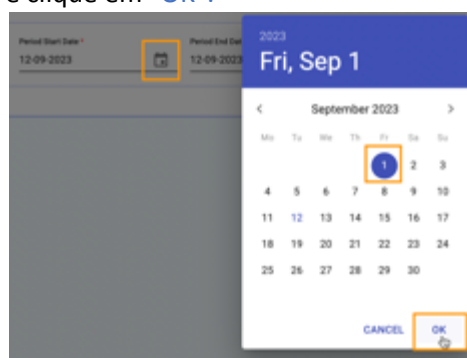 e clique em "OK".
Period Start Date *
12-09-2023
Period End Dat
12-09-2023
2023
Fri, Sep 1
< September 2023 >
Mo Tu We Th Fr Sa Su
1 2 3
4 5 6 7 8 9 10
11 12 13 14 15 16 17
18 19 20 21 22 23 24
25 26 27 28 29 30
CANCEL OK